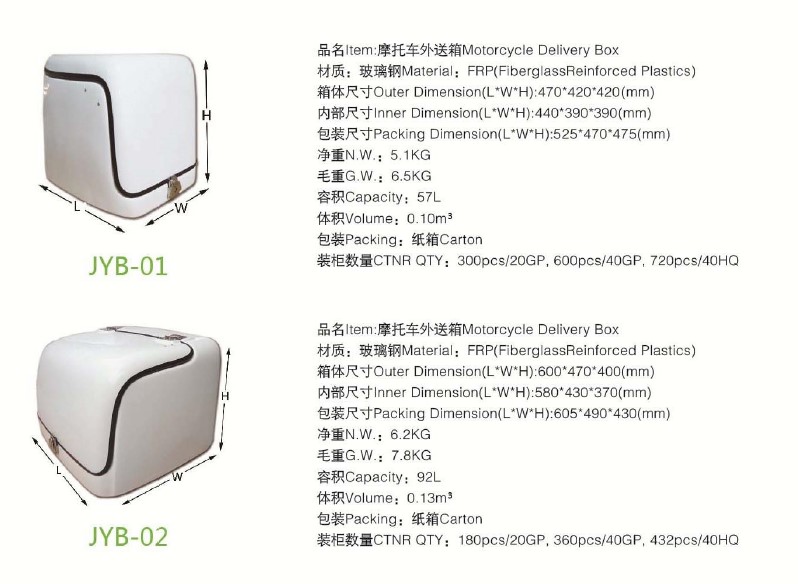 品名Item:摩托车外送箱Motorcycle Delivery Box
材质：玻璃钢Material：FRP(FiberglassReinforced Plastics)
箱体尺寸Outer Dimension(L*W*H):470*420*420(mm)
内部尺寸Inner Dimension(L*W*H):440*390*390(mm)
包装尺寸Packing Dimension(L*W*H):525*470*475(mm)
净重N.W.：5.1KG
毛重G.W.：6.5KG
容积Capacity：57L
体积Volume：0.10m³
包装Packing：纸箱Carton
装柜数量CTNR QTY：300pcs/20GP, 600pcs/40GP, 720pcs/40HQ
H
L
W
JYB-01
品名Item:摩托车外送箱Motorcycle Delivery Box
材质：玻璃钢Material：FRP(FiberglassReinforced Plastics)
箱体尺寸Outer Dimension(L*W*H):600*470*400(mm)
内部尺寸Inner Dimension(L*W*H):580*430*370(mm)
包装尺寸Packing Dimension(L*W*H):605*490*430(mm)
净重N.W.：6.2KG
毛重G.W.：7.8KG
容积Capacity：92L
体积Volume：0.13m³
包装Packing：纸箱Carton
装柜数量CTNR QTY：180pcs/20GP, 360pcs/40GP, 432pcs/40HQ
H
L
W
JYB-02